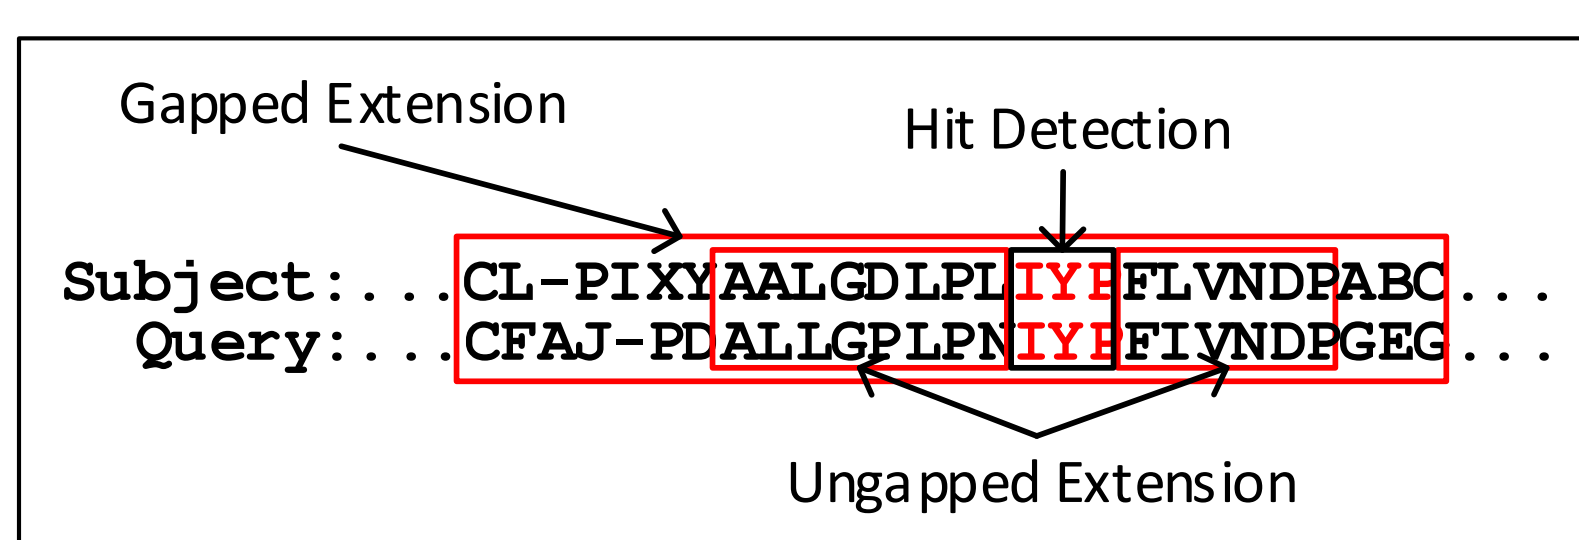 Gapped Extension
Hit Detection
Subject:...CL-PIXYAALGDLPLIYPFLVNDPABC...
Query:...CFAJ-PDALLGPLPNIYPFIVNDPGEG...
Ungapped Extension